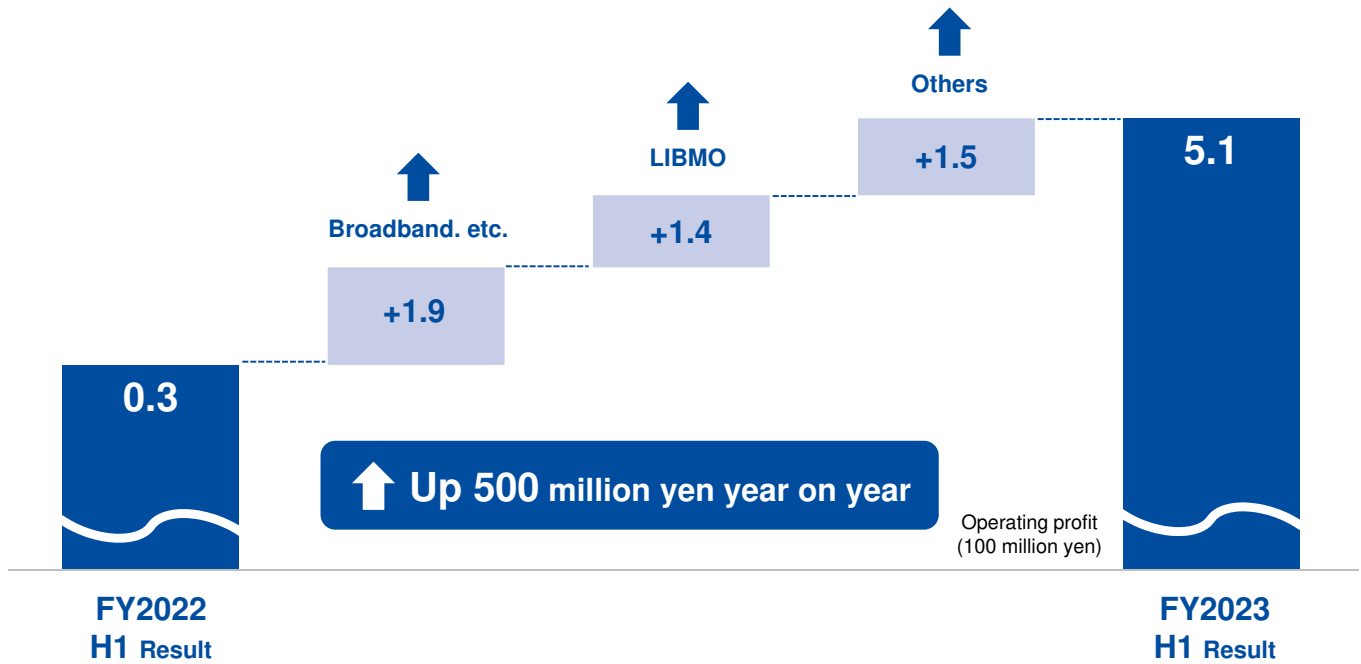 Others
+1.5
5.1
LIBMO
+1.4
Broadband. etc.
+1.9
0.3
Up 500 million yen year on year
Operating profit
(100 million yen)
FY2022
H1 Result
FY2023
H1 Result